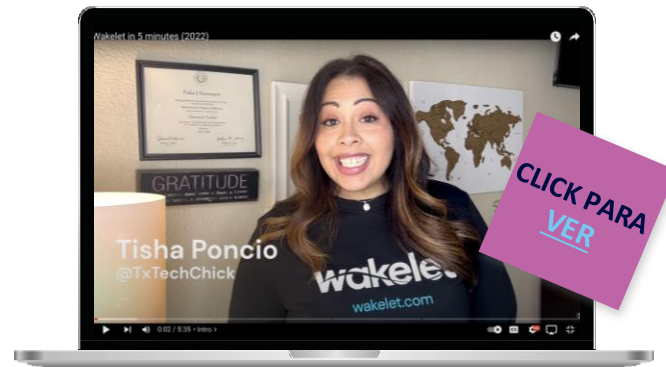 Wakelet in 5 minutes (2022)
GRATITUDE
Tisha Poncio
@TxTechChick
wakelet
wakelet.com
0:02 / 5:35 • Intro >
CLICK PARA
VER